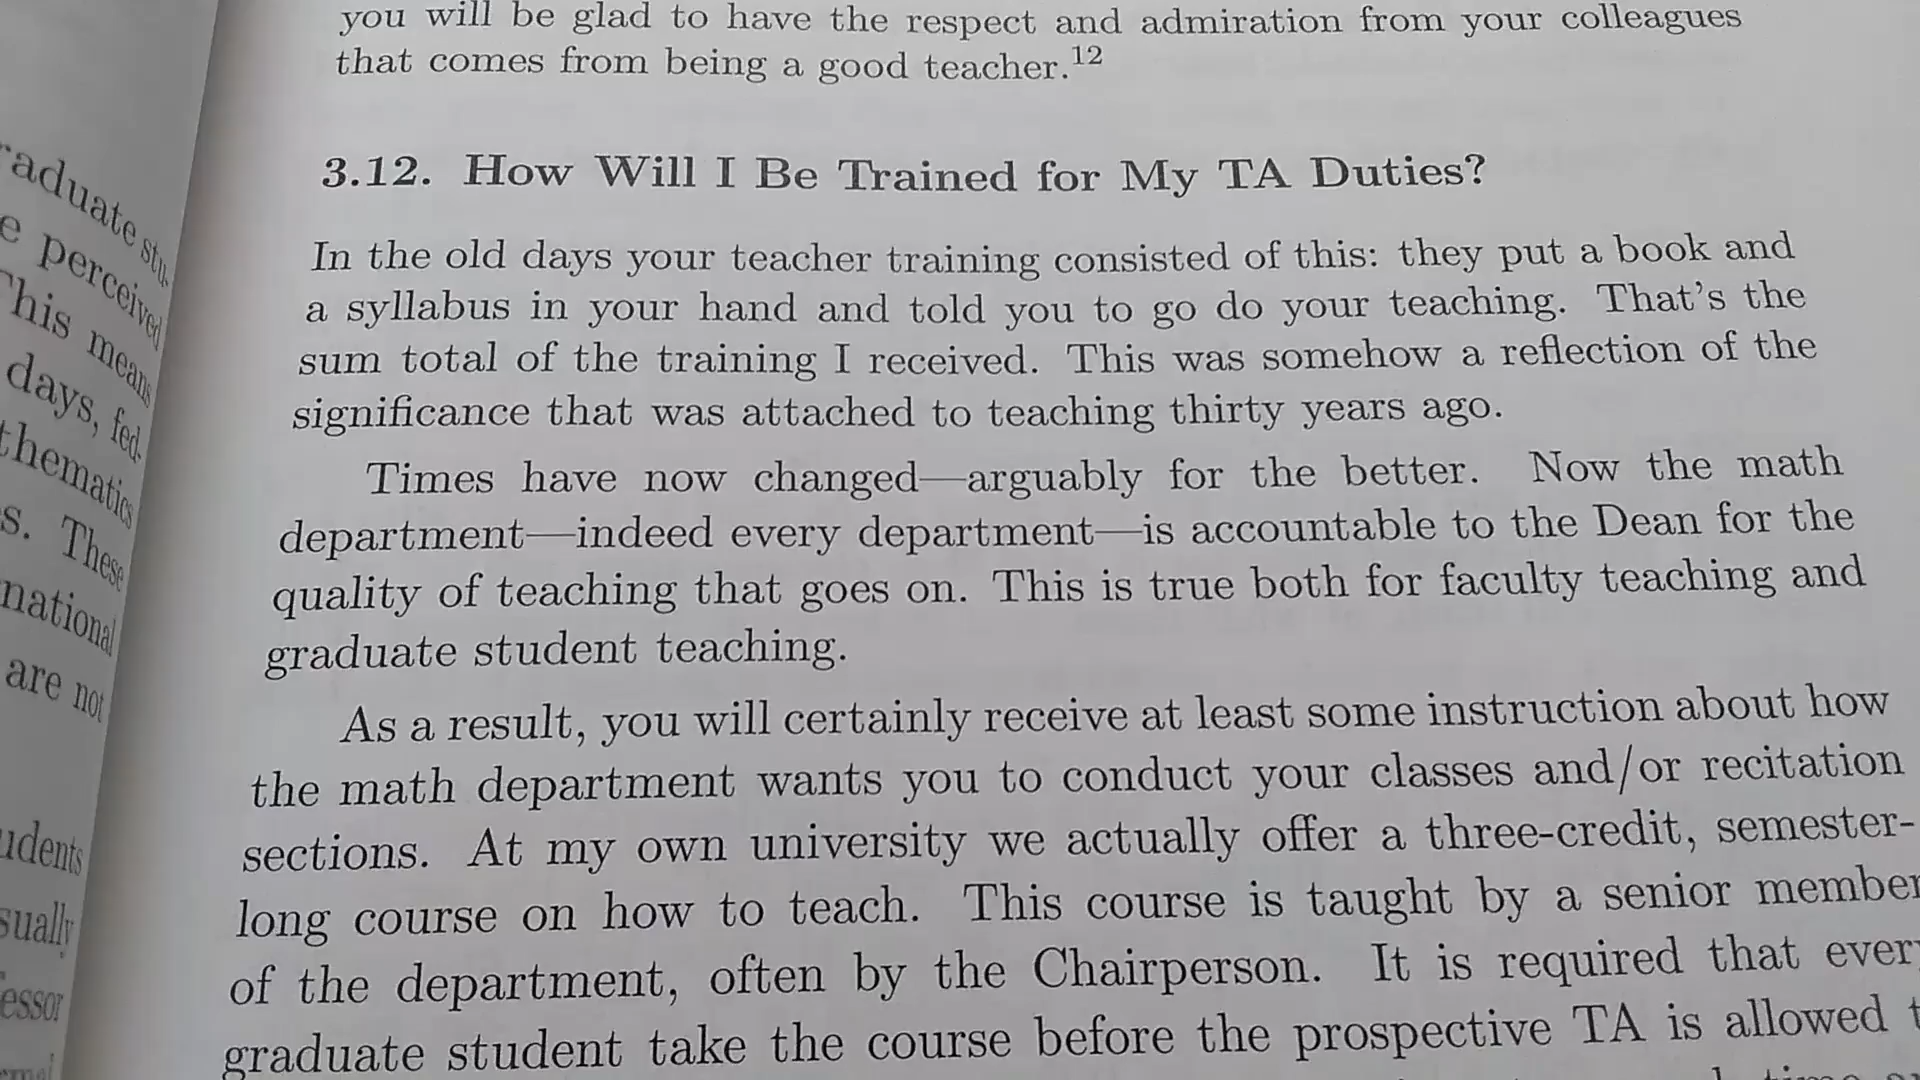 you will be glad to have the respect and admiration from your colleagues
that comes from being a good teacher.12
3.12. How Will I Be Trained for My TA Duties?
In the old days your teacher training consisted of this: they put a book and
a syllabus in your hand and told you to go do your teaching. That's the
sum total of the training I received. This was somehow a reflection of the
significance that was attached to teaching thirty years ago.
Times have now changed—arguably for the better. Now the math
department—indeed every department—is accountable to the Dean for the
quality of teaching that goes on. This is true both for faculty teaching and
graduate student teaching.
As a result, you will certainly receive at least some instruction about how
the math department wants you to conduct your classes and/or recitation
sections. At my own university we actually offer a three-credit, semester-
long course on how to teach. This course is taught by a senior member
of the department, often by the Chairperson. It is required that
graduate student take the course before the prospective TA is allowed
perceived
This means
days, fed-
s. These
national
are not